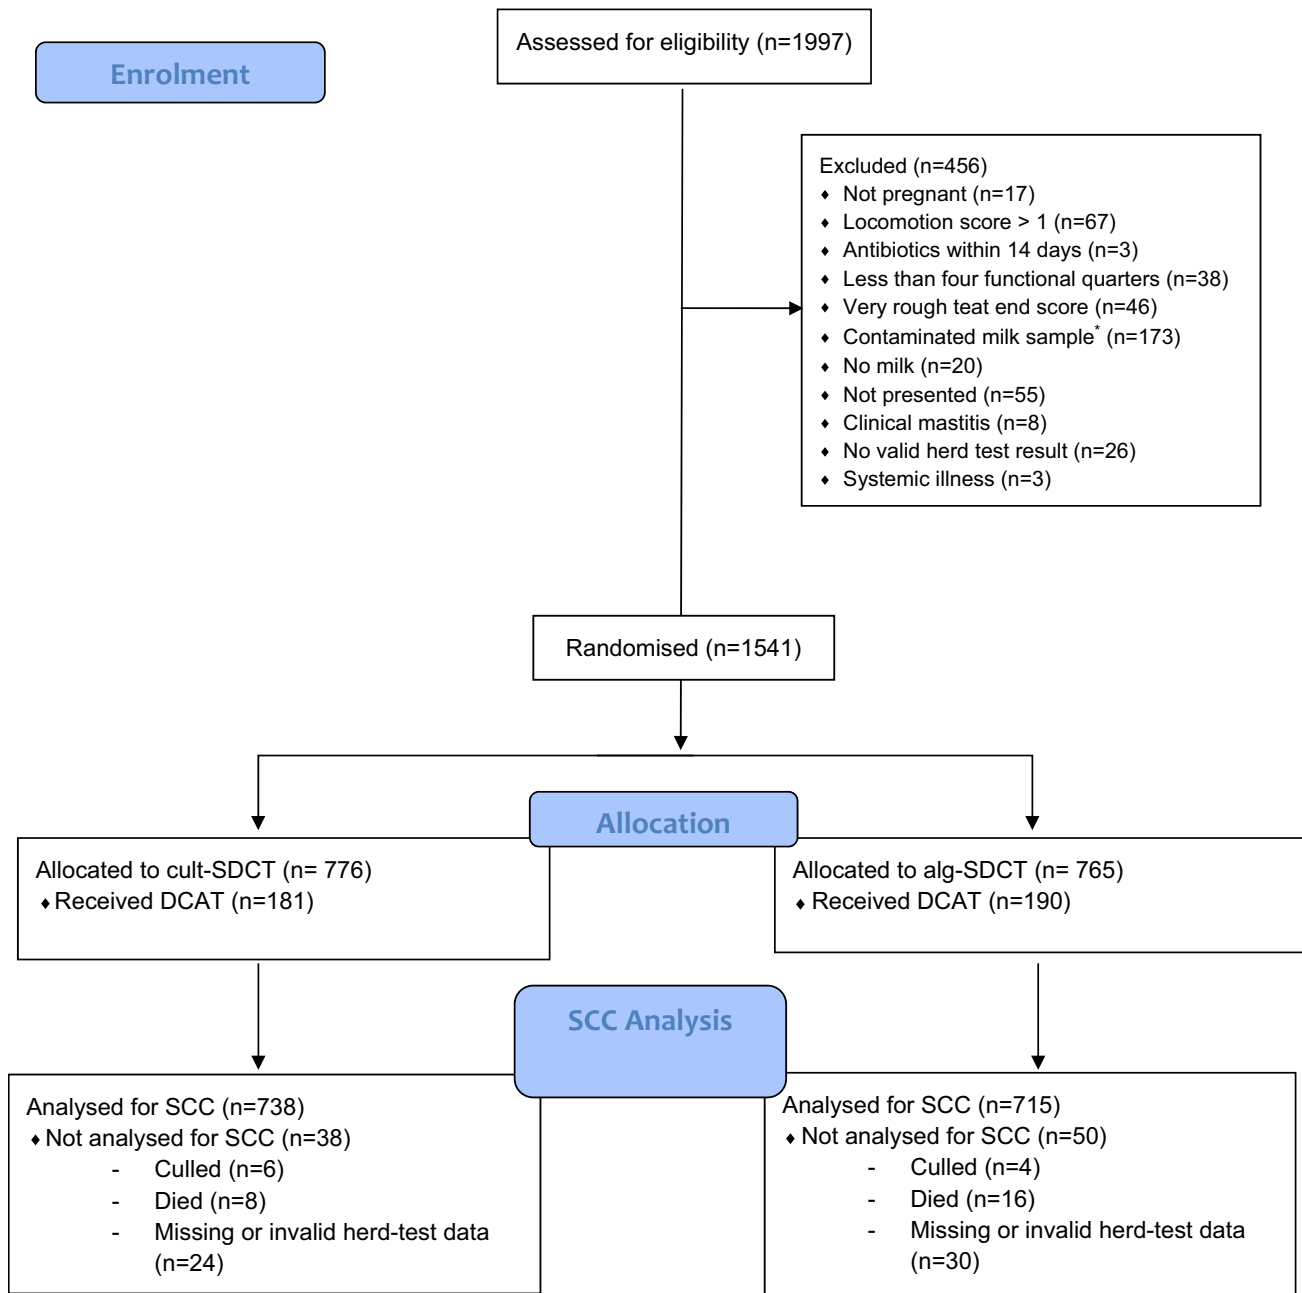 Assessed for eligibility (n=1997)
Enrolment
Excluded (n=456)
♦ Not pregnant (n=17)
♦ Locomotion score > 1 (n=67)
♦ Antibiotics within 14 days (n=3)
♦ Less than four functional quarters (n=38)
♦ Very rough teat end score (n=46)
♦ Contaminated milk sample* (n=173)
♦ No milk (n=20)
♦ Not presented (n=55)
♦ Clinical mastitis (n=8)
♦ No valid herd test result (n=26)
♦ Systemic illness (n=3)
Randomised (n=1541)
Allocation
Allocated to cult-SDCT (n= 776)
♦ Received DCAT (n=181)
Allocated to alg-SDCT (n= 765)
♦ Received DCAT (n=190)
SCC Analysis
Analysed for SCC (n=738)
♦ Not analysed for SCC (n=38)
- Culled (n=6)
- Died (n=8)
- Missing or invalid herd-test data
(n=24)
Analysed for SCC (n=715)
♦ Not analysed for SCC (n=50)
- Culled (n=4)
- Died (n=16)
- Missing or invalid herd-test data
(n=30)